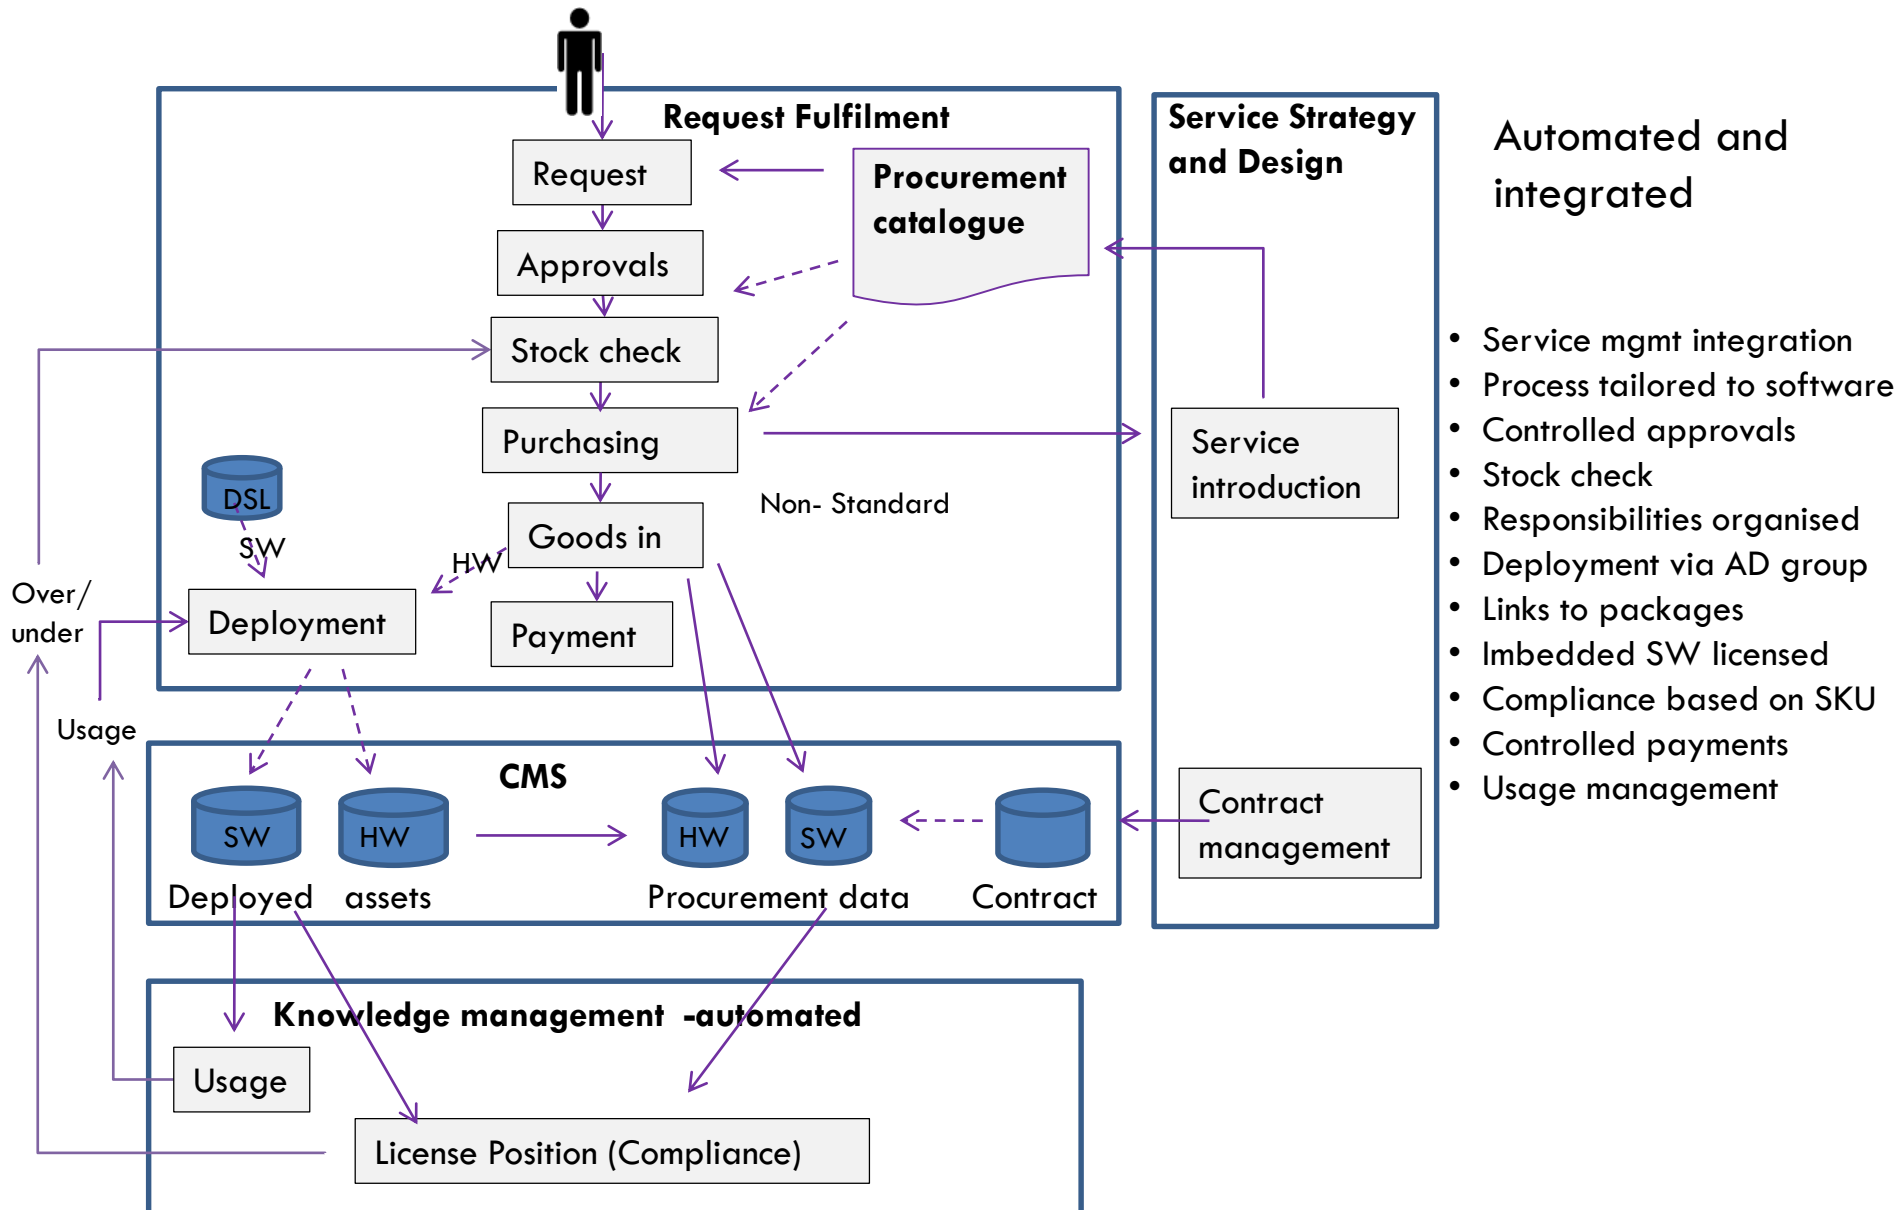 Request Fulfilment
Request
Approvals
Stock check
Purchasing
Goods in
Payment
Procurement
catalogue
Non- Standard
DSL
SW
HW
Deployment
Over/
under
Usage
Service Strategy
and Design
Service
introduction
Contract
management
CMS
SW
HW
Deployed assets
HW
SW
Procurement data
Contract
Knowledge management -automated
Usage
License Position (Compliance)
Automated and
integrated
• Service mgmt integration
• Process tailored to software
• Controlled approvals
• Stock check
• Responsibilities organised
• Deployment via AD group
• Links to packages
• Imbedded SW licensed
• Compliance based on SKU
• Controlled payments
• Usage management